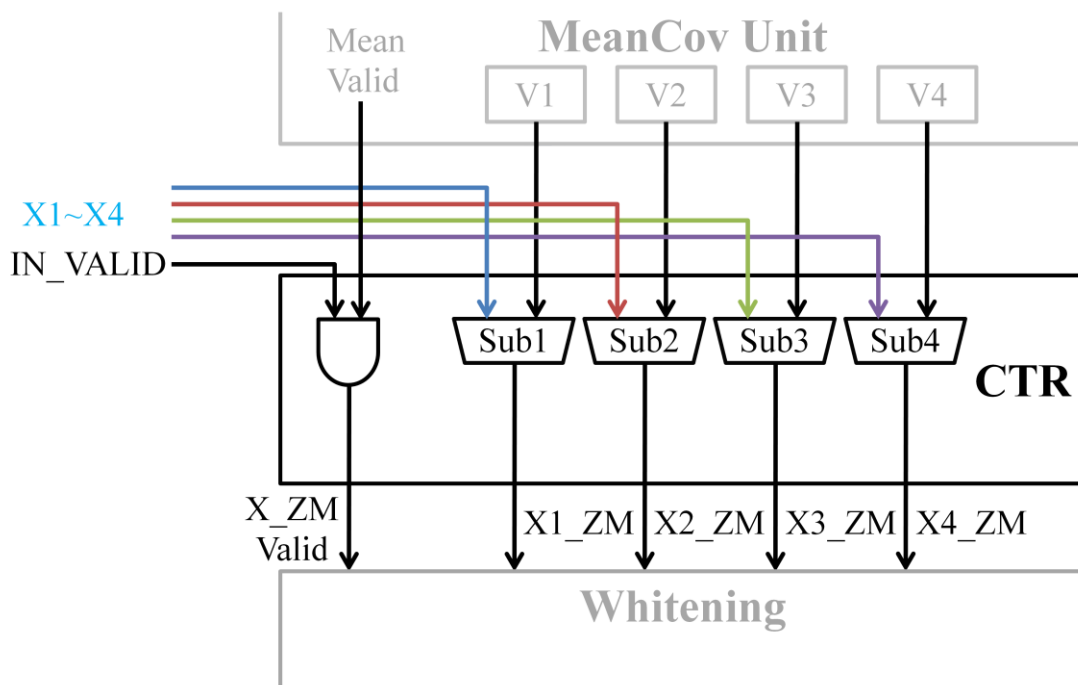 Mean
Valid
MeanCov Unit
V1
V2
V3
V4
X1~X4
IN_VALID
Sub1
Sub2
Sub3
Sub4
CTR
X_ZM
Valid
X1_ZM
X2_ZM
X3_ZM
X4_ZM
Whitening